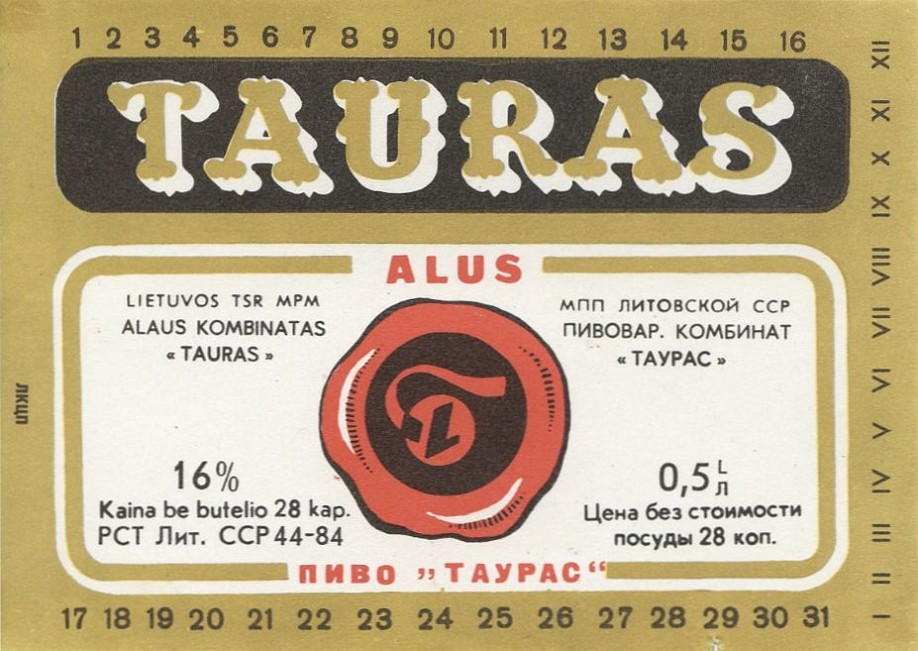 1 2 3 4 5 6 7 8 9 10 11 12 13 14 15 16
TAURAS
ALUS
LIETUVOS TSR MPM
ALAUS KOMBINATAS
« TAURAS »
МПП ЛИТОВСКОЙ ССР
ПИВОВАР. КОМБИНАТ
« ТАУРАС »
16%
Kaina be butelio 28 kap.
РСТ Лит. ССР 44-84
0,5 L
Л
Цена без стоимости
посуды 28 коп.
ПИВО „ТАУРАС“
17 18 19 20 21 22 23 24 25 26 27 28 29 30 31
I II III IV V VI VII VIII IX X XI XII
ЛКЦП